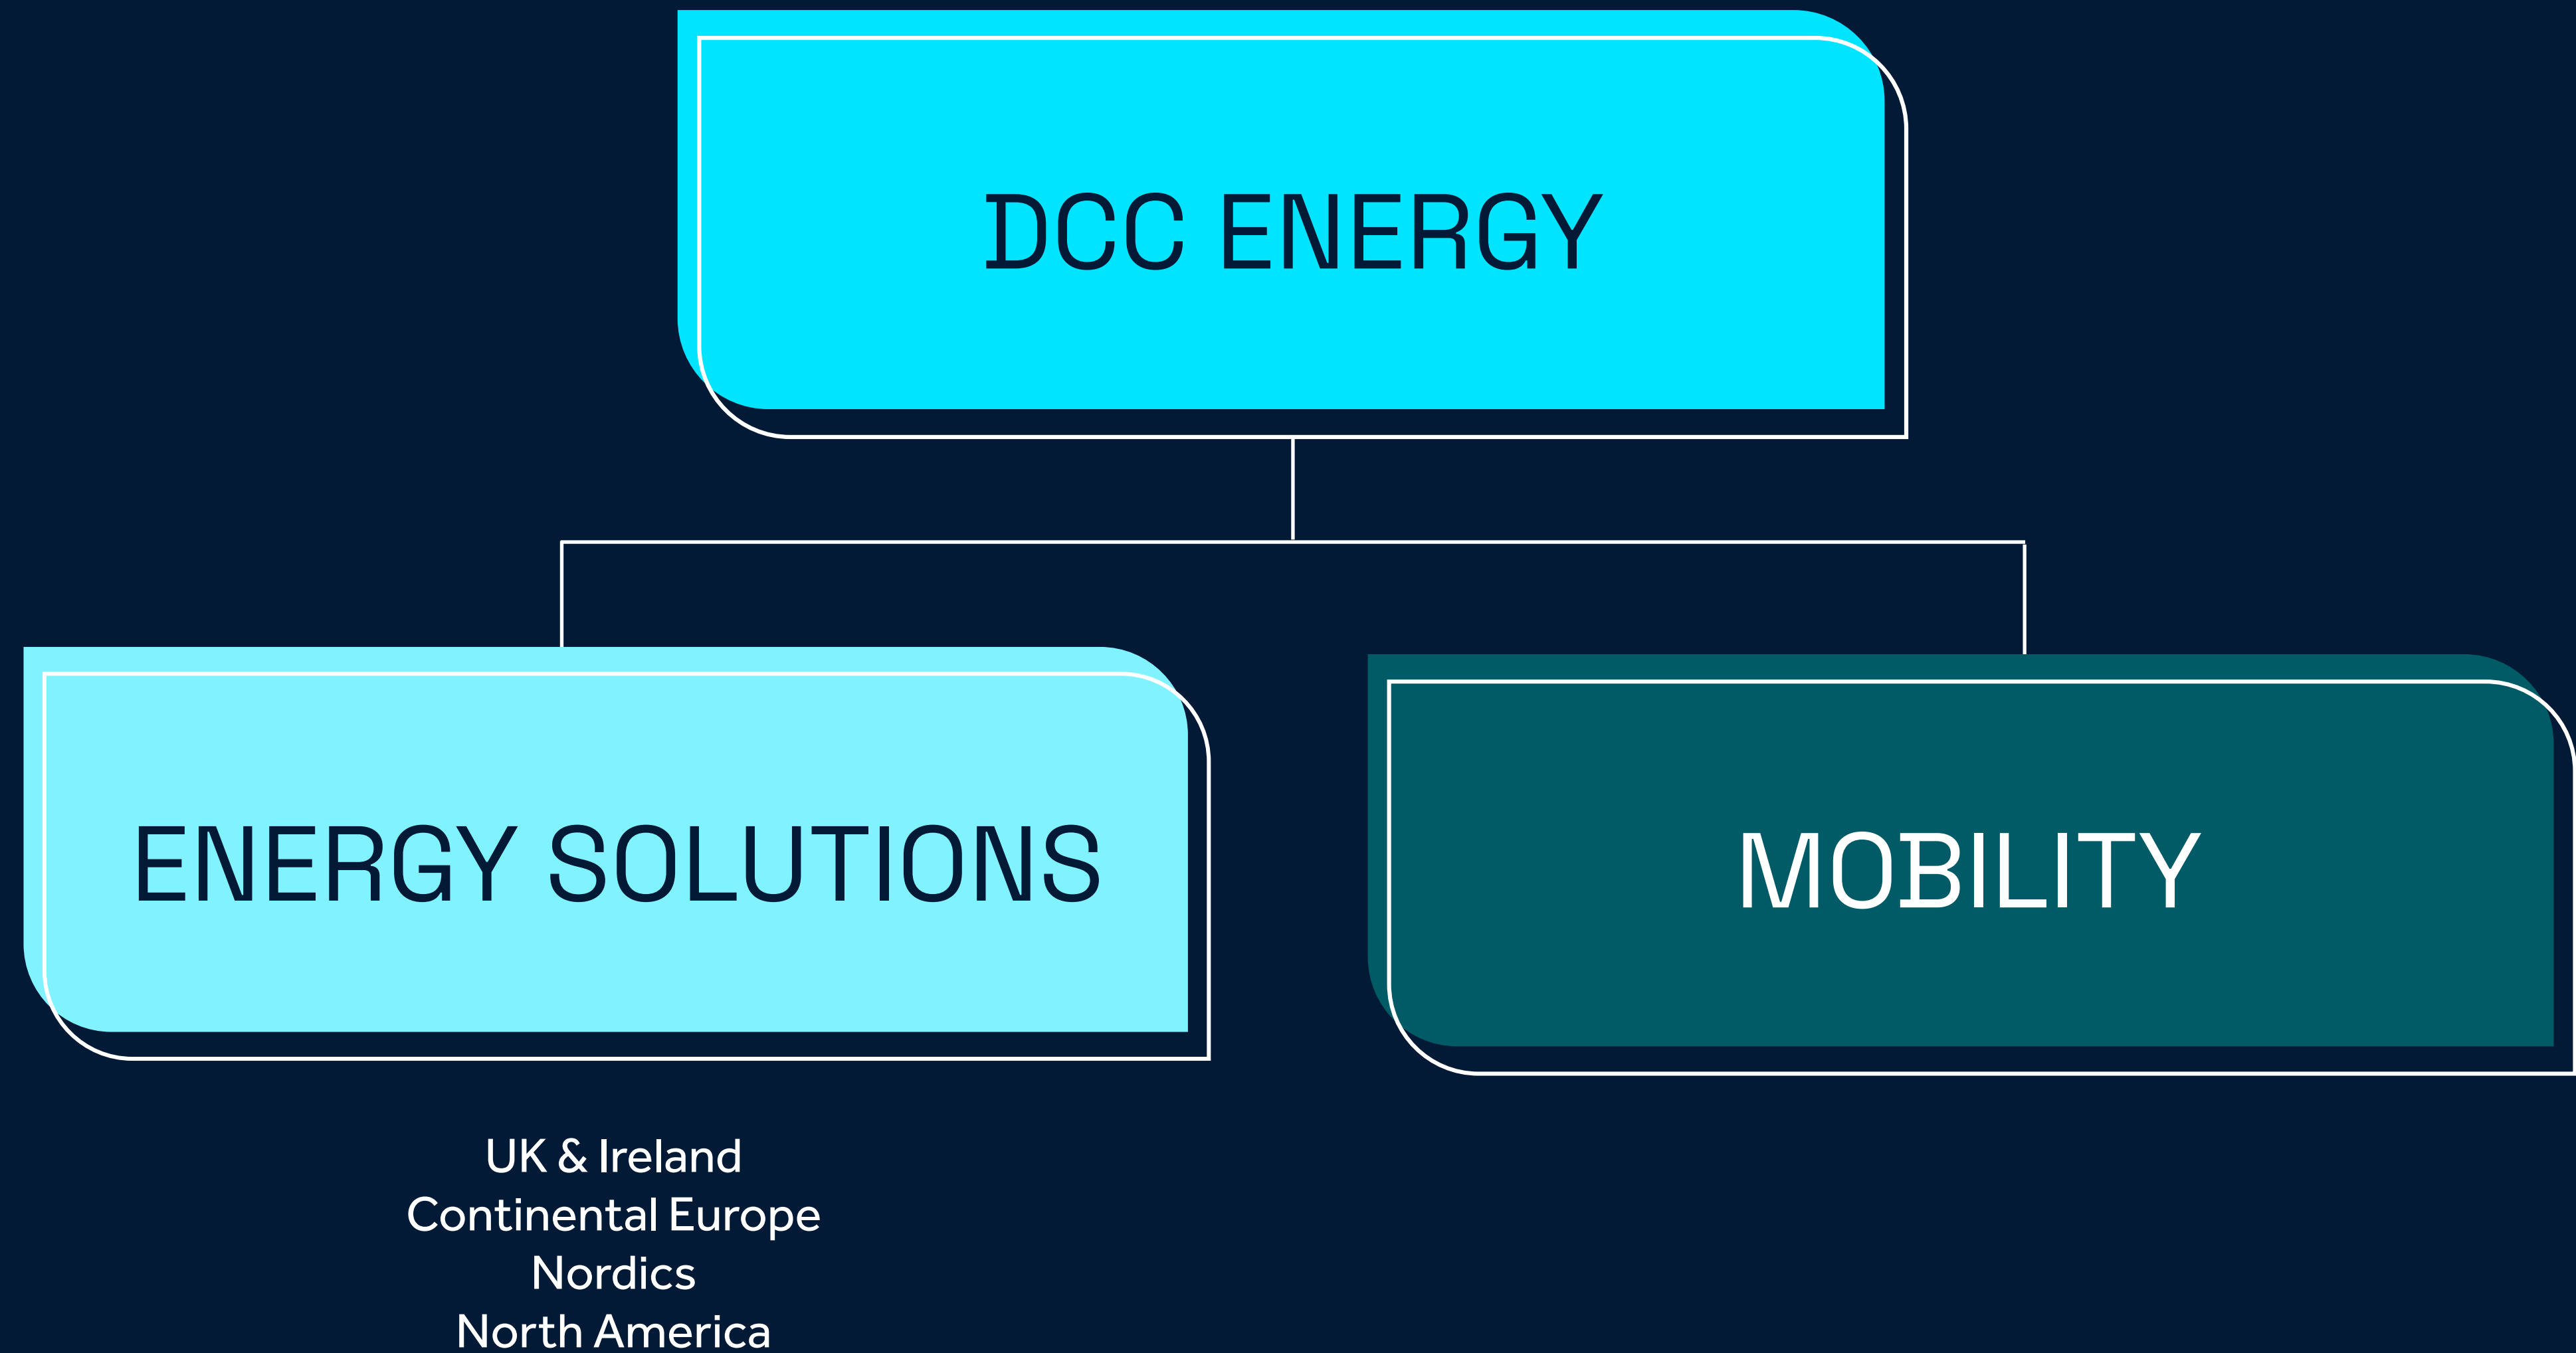 DCC ENERGY
ENERGY SOLUTIONS
MOBILITY
UK & Ireland
Continental Europe
Nordics
North America